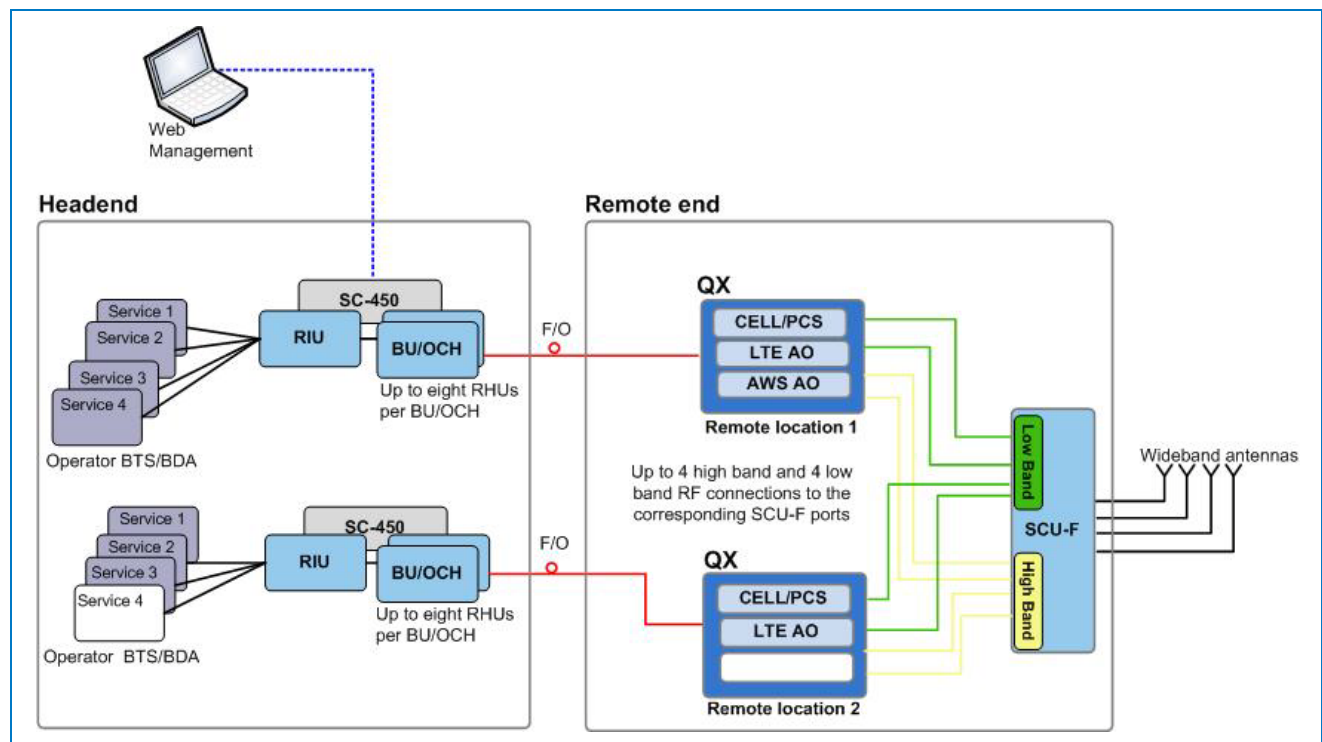 Web
Management
Headend
Remote end
Service 1
Service 2
Service 3
Service 4
Operator BTS/BDA
RIU
SC-450
BU/OCH
Up to eight RHUs
per BU/OCH
F/O
QX
CELL/PCS
LTE AO
AWS AO
Remote location 1
Up to 4 high band and 4 low
band RF connections to the
corresponding SCU-F ports
Low Band
SCU-F
High Band
Wideband antennas
Service 1
Service 2
Service 3
Service 4
Operator BTS/BDA
RIU
SC-450
BU/OCH
Up to eight RHUs
per BU/OCH
F/O
QX
CELL/PCS
LTE AO
Remote location 2